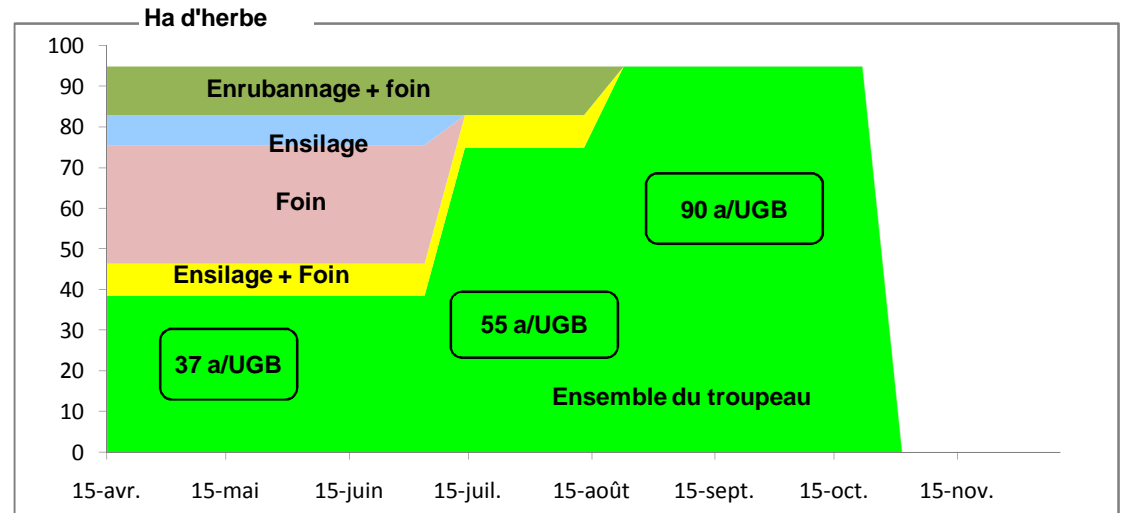 Ha d'herbe
100
90
80
70
60
50
40
30
20
10
0
Enrubannage + foin
Ensilage
Foin
Ensilage + Foin
90 a/UGB
55 a/UGB
37 a/UGB
Ensemble du troupeau
15-avr. 15-mai 15-juin 15-juil. 15-août 15-sept. 15-oct. 15-nov.